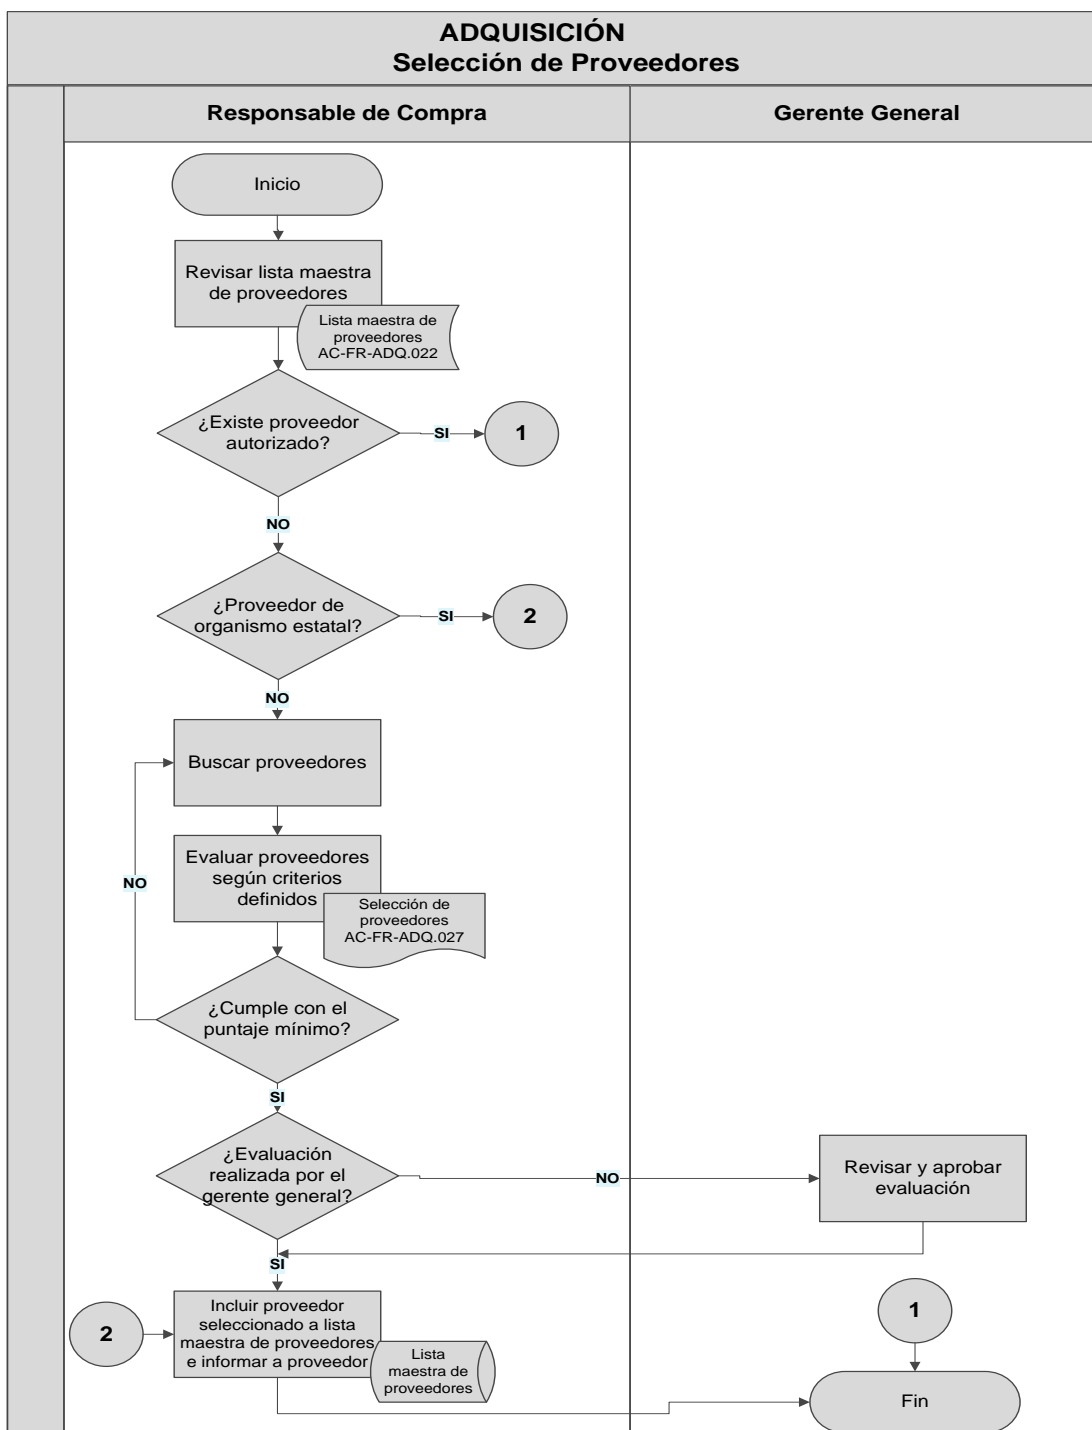 ADQUISICIÓN
Selección de Proveedores
Responsable de Compra
Gerente General
Inicio
Revisar lista maestra
de proveedores
Lista maestra de
proveedores
AC-FR-ADQ.022
¿Existe proveedor
autorizado?
SI
1
NO
¿Proveedor de
organismo estatal?
SI
2
NO
Buscar proveedores
Evaluar proveedores
según criterios
definidos
NO
Selección de
proveedores
AC-FR-ADQ.027
¿Cumple con el
puntaje mínimo?
SI
¿Evaluación
realizada por el
gerente general?
NO
Revisar y aprobar
evaluación
SI
2
Incluir proveedor
seleccionado a lista
maestra de proveedores
e informar a proveedor
Lista
maestra de
proveedores
1
Fin